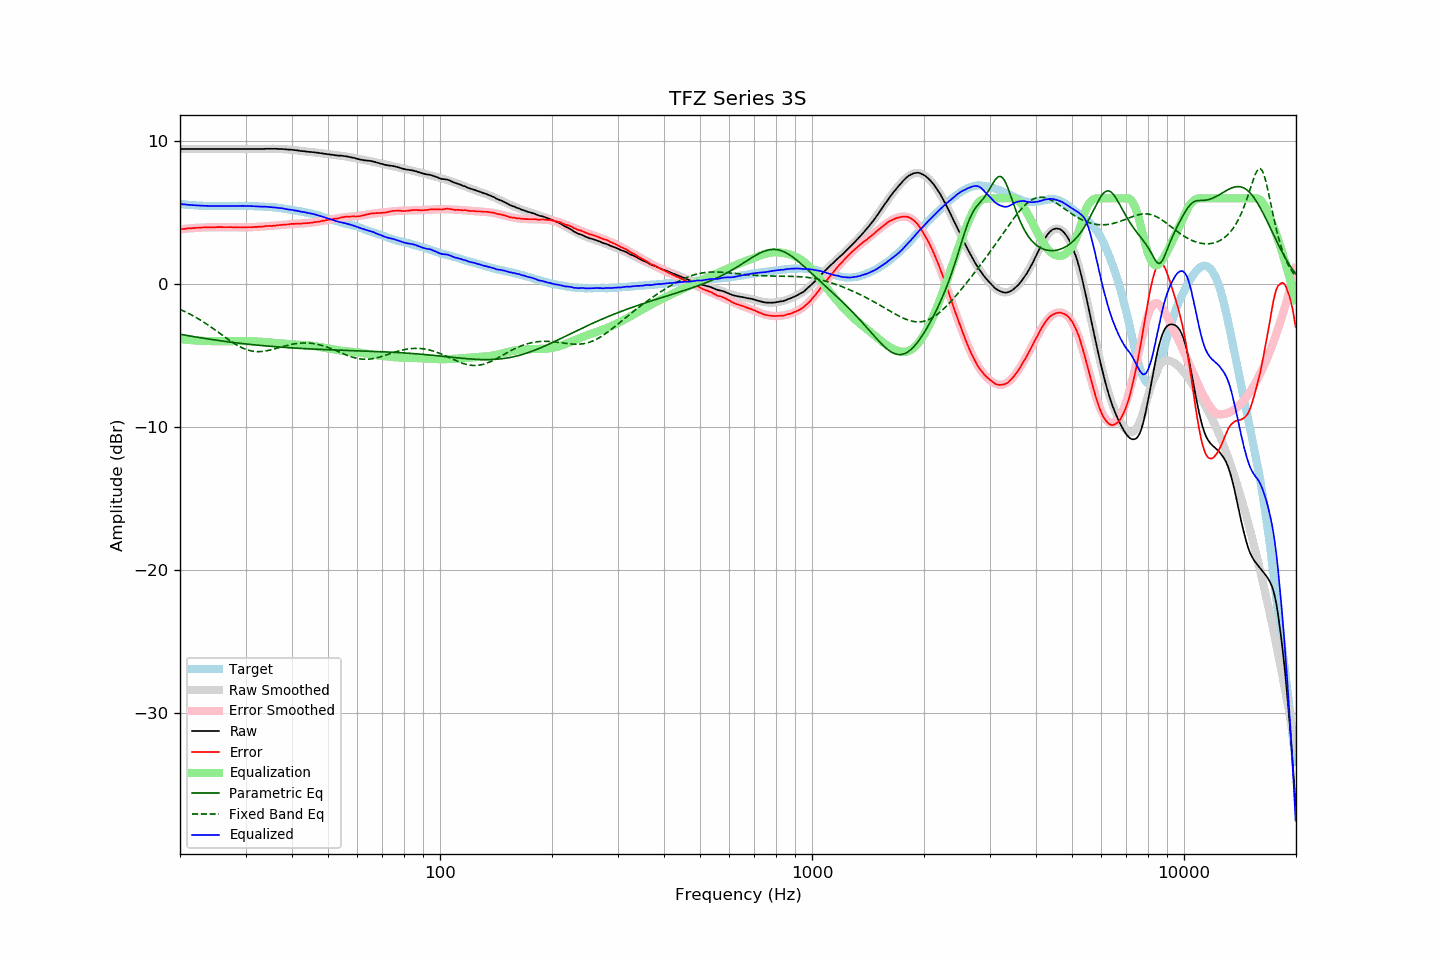 TFZ Series 3S
10
0
−10
−20
−30
Amplitude (dBr)
100
1000
10000
Frequency (Hz)
Target
Raw Smoothed
Error Smoothed
Raw
Error
Equalization
Parametric Eq
Fixed Band Eq
Equalized